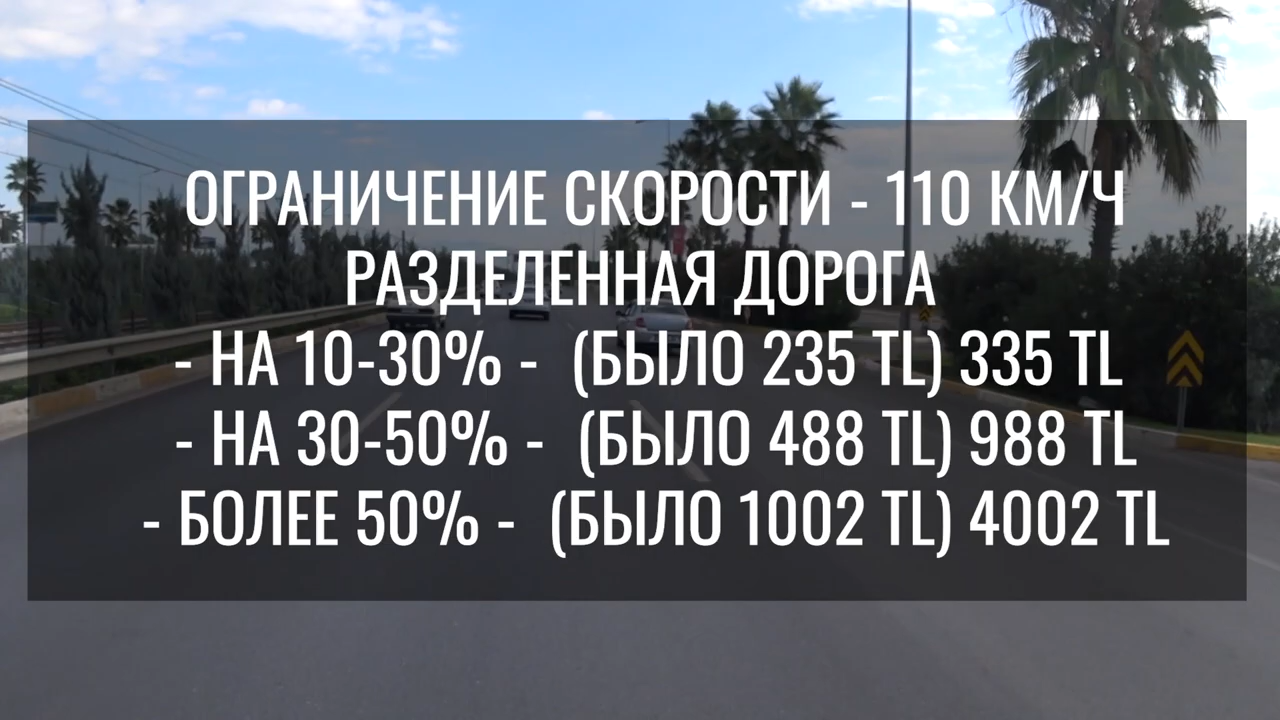 ОГРАНИЧЕНИЕ СКОРОСТИ - 110 КМ/Ч
РАЗДЕЛЕННАЯ ДОРОГА
- НА 10-30% - (БЫЛО 235 TL) 335 TL
- НА 30-50% - (БЫЛО 488 TL) 988 TL
- БОЛЕЕ 50% - (БЫЛО 1002 TL) 4002 TL